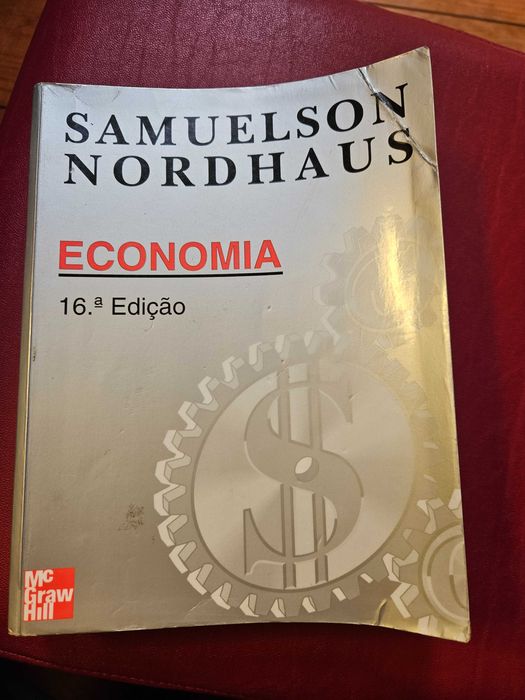 SAMUELSON
NORDHAUS
ECONOMIA
16.ª Edição
Mc
Graw
Hill